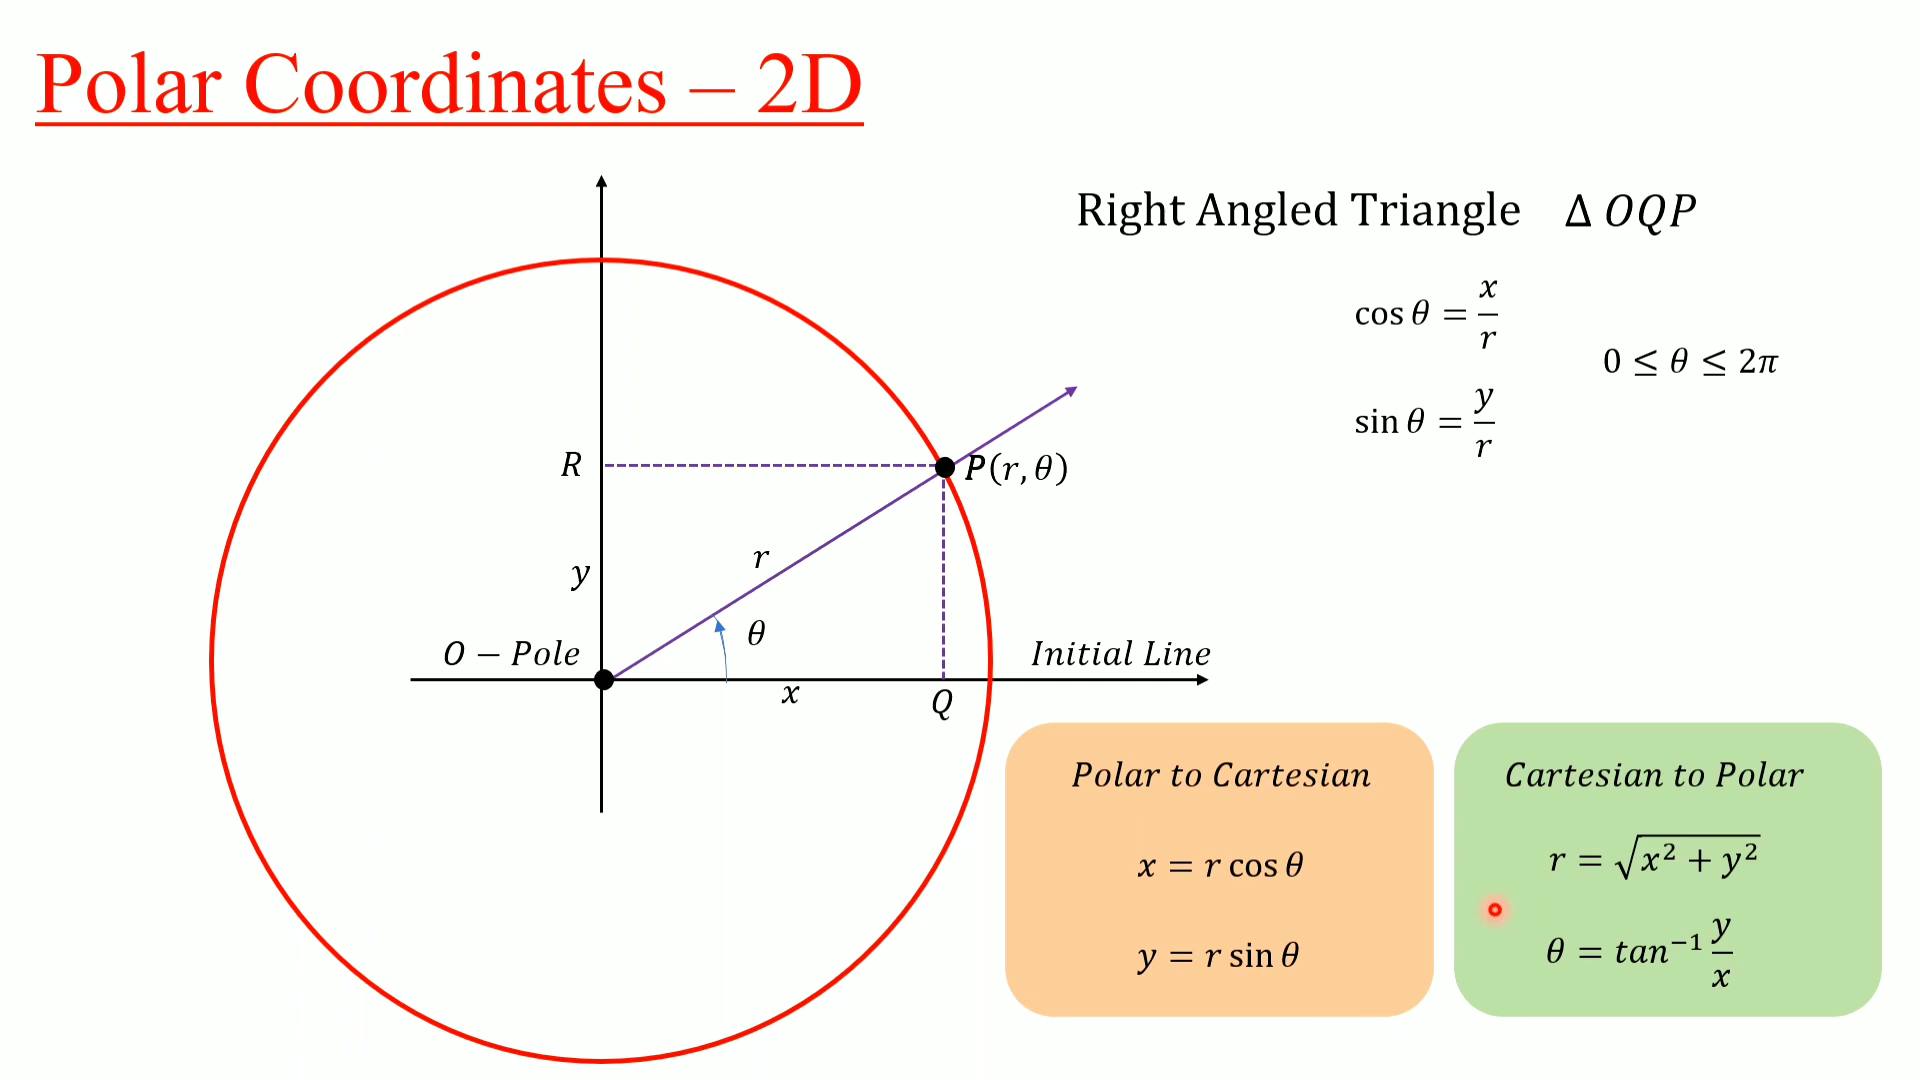 Polar Coordinates – 2D
Right Angled Triangle Δ OQP
cos θ = x/r
0 ≤ θ ≤ 2π
sin θ = y/r
R
P(r, θ)
r
y
θ
O − Pole
Initial Line
x
Q
Polar to Cartesian
x = r cos θ
y = r sin θ
Cartesian to Polar
r = √(x² + y²)
θ = tan⁻¹ y/x